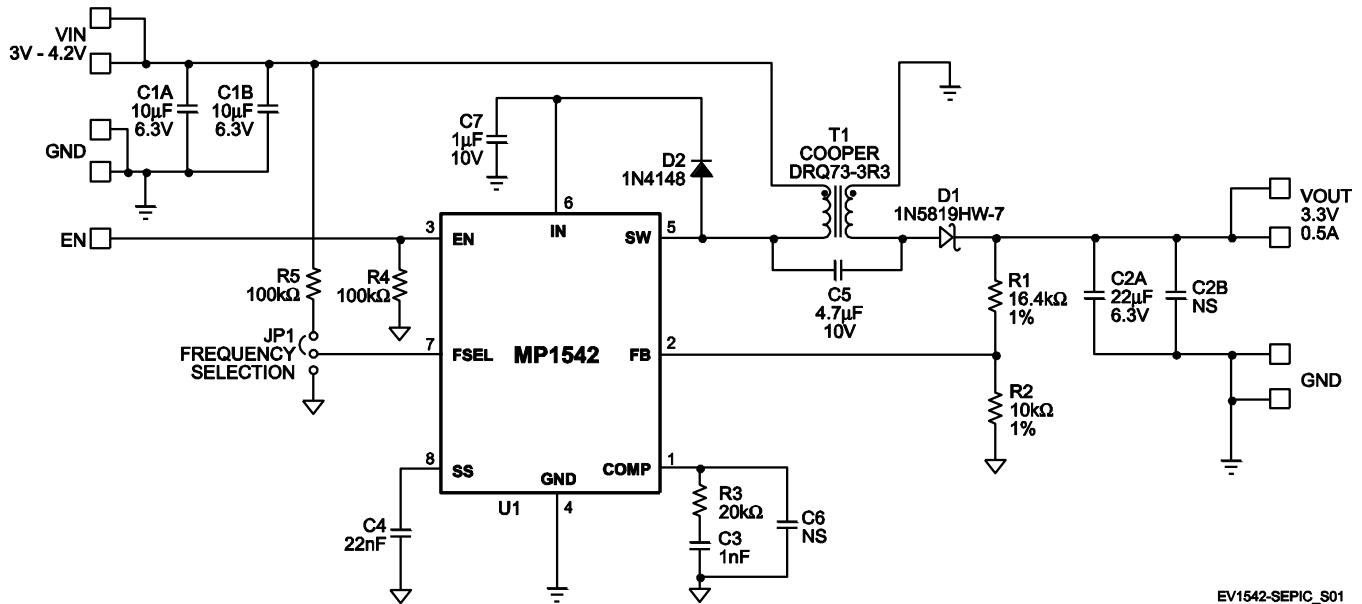 VIN
3V - 4.2V
C1A
10µF
6.3V
C1B
10µF
6.3V
GND
EN
C7
1µF
10V
D2
1N4148
T1
COOPER
DRQ73-3R3
D1
1N5819HW-7
VOUT
3.3V
0.5A
R5
100kΩ
R4
100kΩ
JP1
FREQUENCY
SELECTION
3
EN
6
IN
5
SW
7
FSEL
MP1542
2
FB
8
SS
GND
4
COMP
1
U1
C5
4.7µF
10V
R1
16.4kΩ
1%
C2A
22µF
6.3V
C2B
NS
R2
10kΩ
1%
GND
C4
22nF
R3
20kΩ
C3
1nF
C6
NS
EV1542-SEPIC_S01